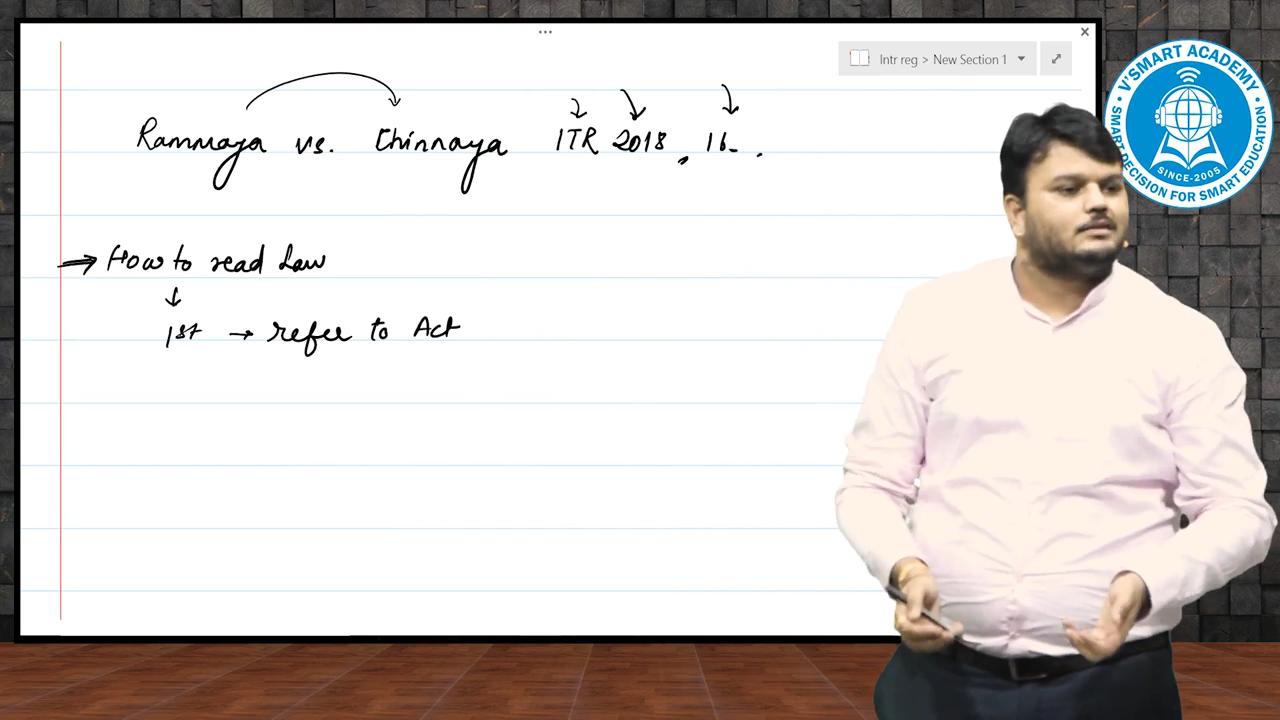 Intr reg > New Section 1
Rammaya vs. Chinnaya ITR 2018, 16.
⇒ How to read Law
↓
1st → refer to Act
V'SMART ACADEMY
SINCE-2005
SMART DECISION FOR SMART EDUCATION